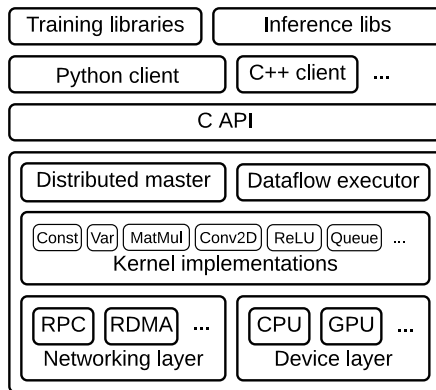 Training libraries Inference libs
Python client C++ client ...
C API
Distributed master Dataflow executor
Const Var MatMul Conv2D ReLU Queue ...
Kernel implementations
RPC RDMA ... CPU GPU ...
Networking layer Device layer